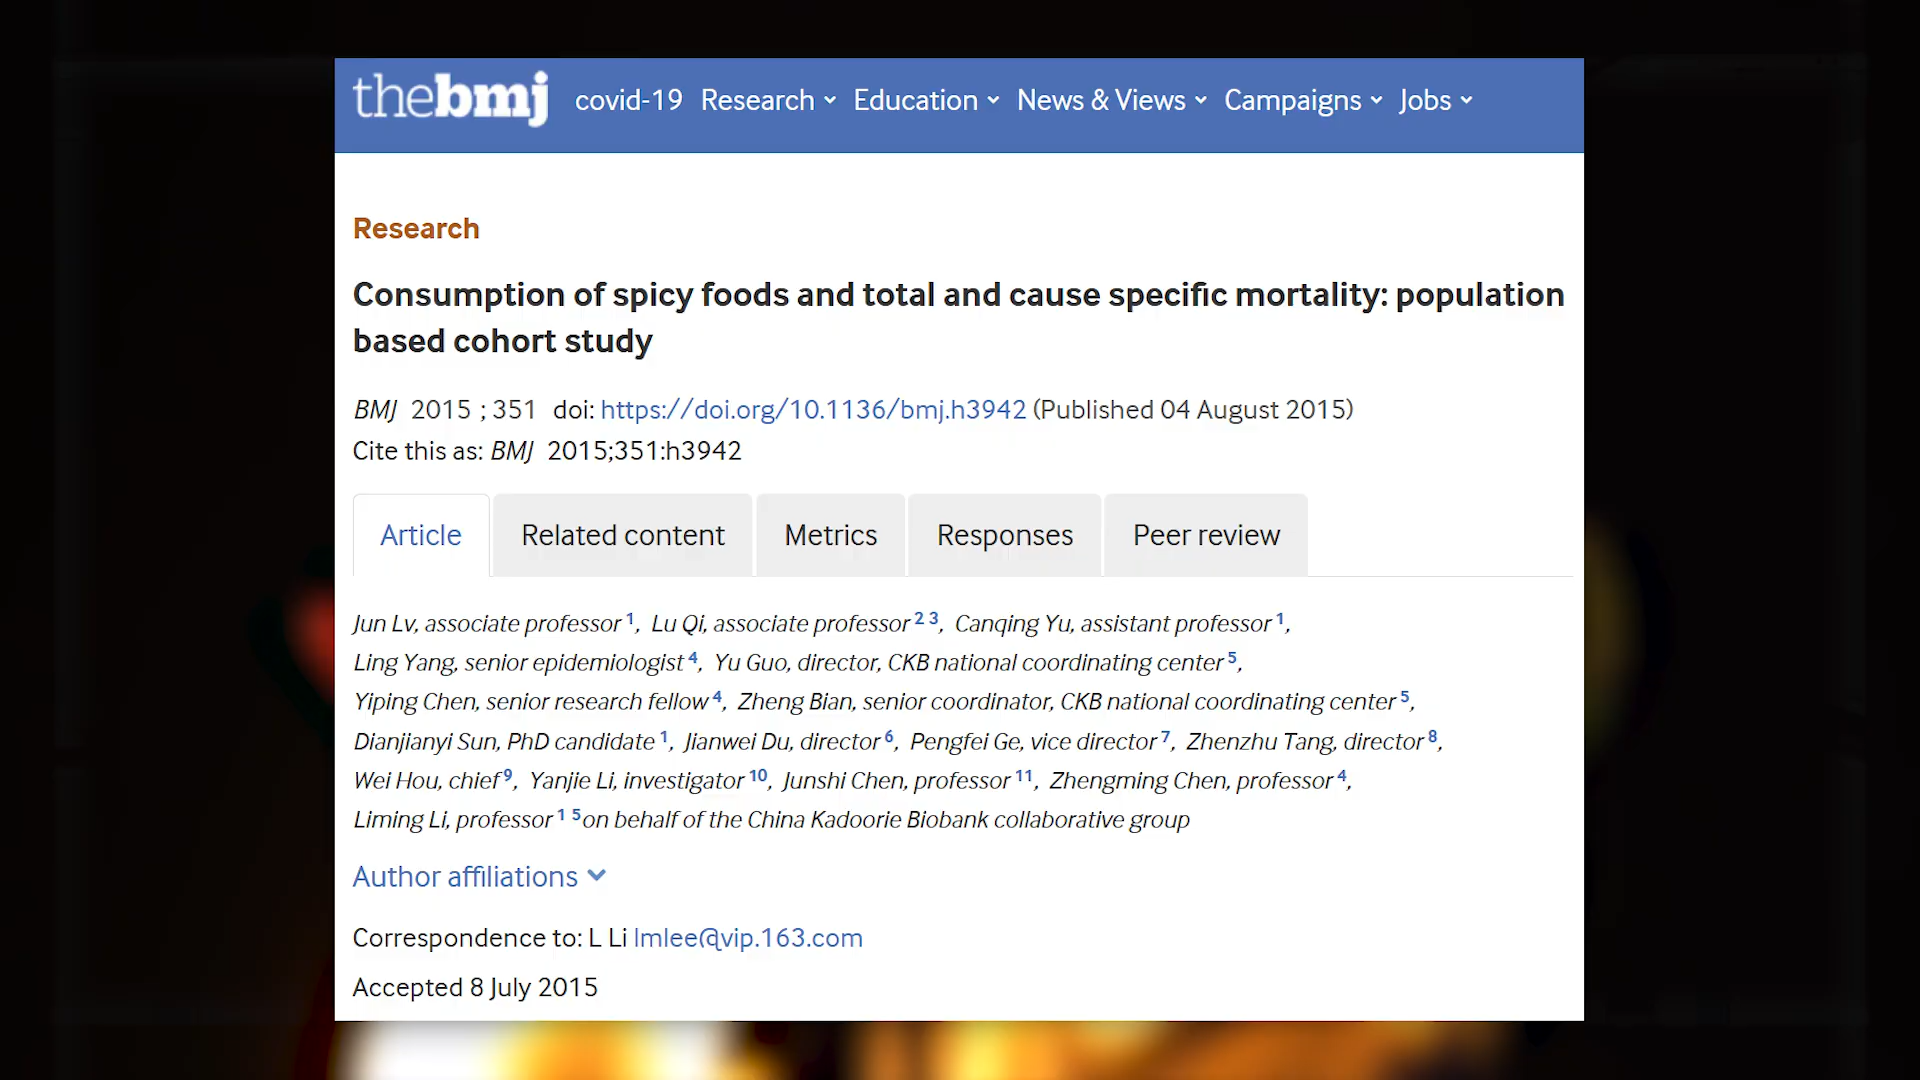 thebmj covid-19 Research Education News & Views Campaigns Jobs
Research
Consumption of spicy foods and total and cause specific mortality: population
based cohort study
BMJ 2015 ; 351 doi: https://doi.org/10.1136/bmj.h3942 (Published 04 August 2015)
Cite this as: BMJ 2015;351:h3942
Article Related content Metrics Responses Peer review
Jun Lv, associate professor 1, Lu Qi, associate professor 2 3, Canqing Yu, assistant professor 1,
Ling Yang, senior epidemiologist 4, Yu Guo, director, CKB national coordinating center 5,
Yiping Chen, senior research fellow 4, Zheng Bian, senior coordinator, CKB national coordinating center 5,
Dianjianyi Sun, PhD candidate 1, Jianwei Du, director 6, Pengfei Ge, vice director 7, Zhenzhu Tang, director 8,
Wei Hou, chief 9, Yanjie Li, investigator 10, Junshi Chen, professor 11, Zhengming Chen, professor 4,
Liming Li, professor 1 5 on behalf of the China Kadoorie Biobank collaborative group
Author affiliations
Correspondence to: L Li lmlee@vip.163.com
Accepted 8 July 2015